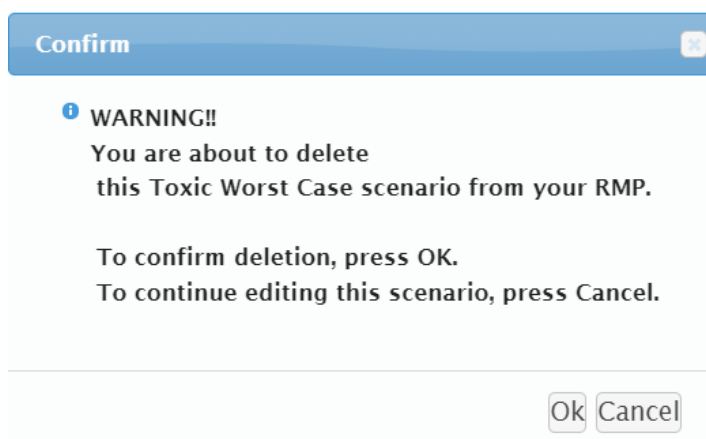 Confirm
WARNING!!
You are about to delete
this Toxic Worst Case scenario from your RMP.
To confirm deletion, press OK.
To continue editing this scenario, press Cancel.
Ok Cancel